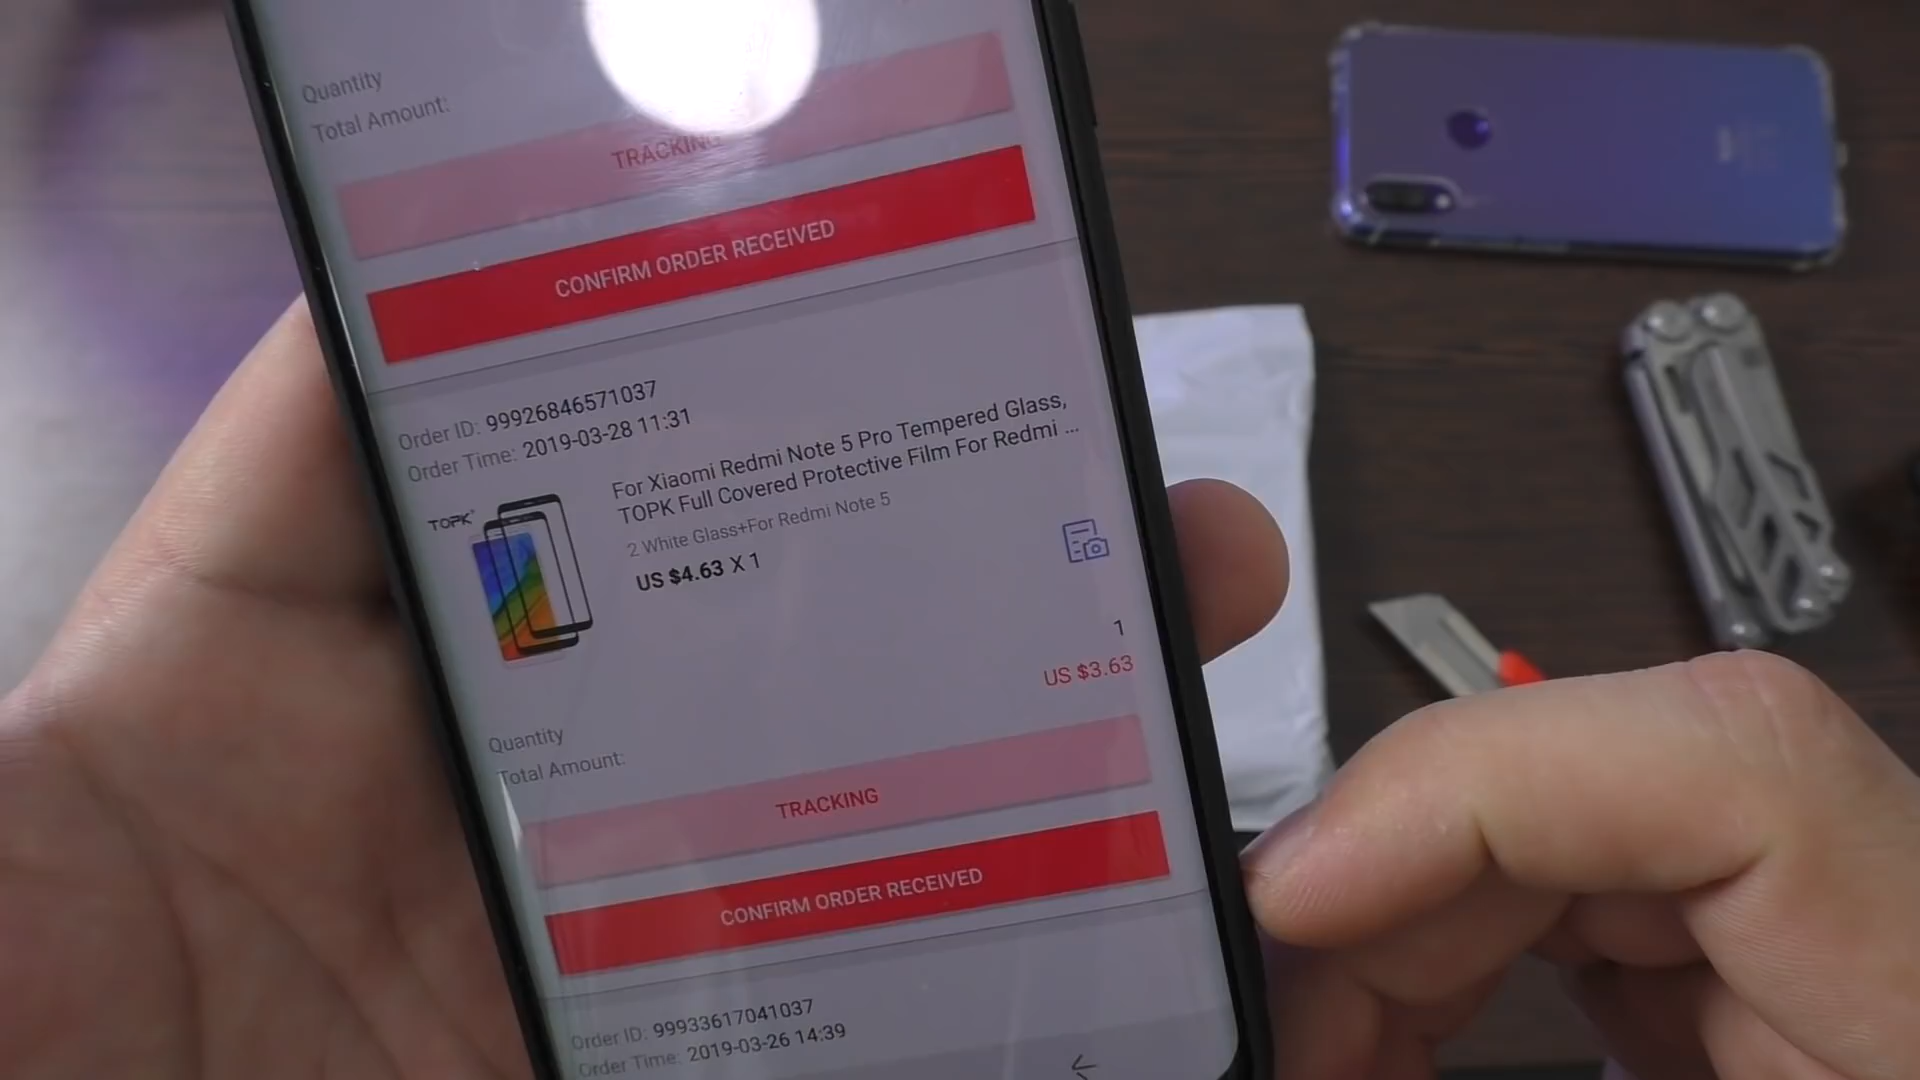 Quantity
Total Amount:
TRACKING
CONFIRM ORDER RECEIVED
Order ID: 99926846571037
Order Time: 2019-03-28 11:31
TOPK
For Xiaomi Redmi Note 5 Pro Tempered Glass,
TOPK Full Covered Protective Film For Redmi ...
2 White Glass+For Redmi Note 5
US $4.63 X 1
1
US $3.63
Quantity
Total Amount:
TRACKING
CONFIRM ORDER RECEIVED
Order ID: 99933617041037
Order Time: 2019-03-26 14:39